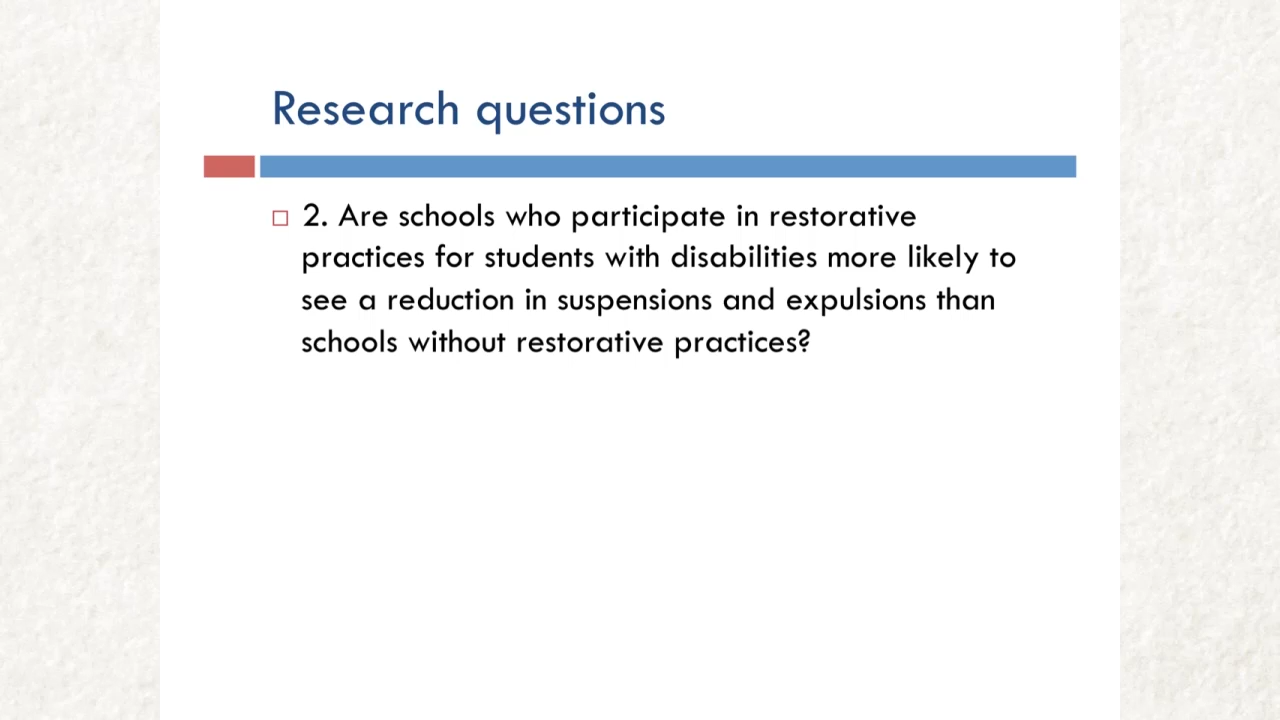 Research questions
2. Are schools who participate in restorative
practices for students with disabilities more likely to
see a reduction in suspensions and expulsions than
schools without restorative practices?